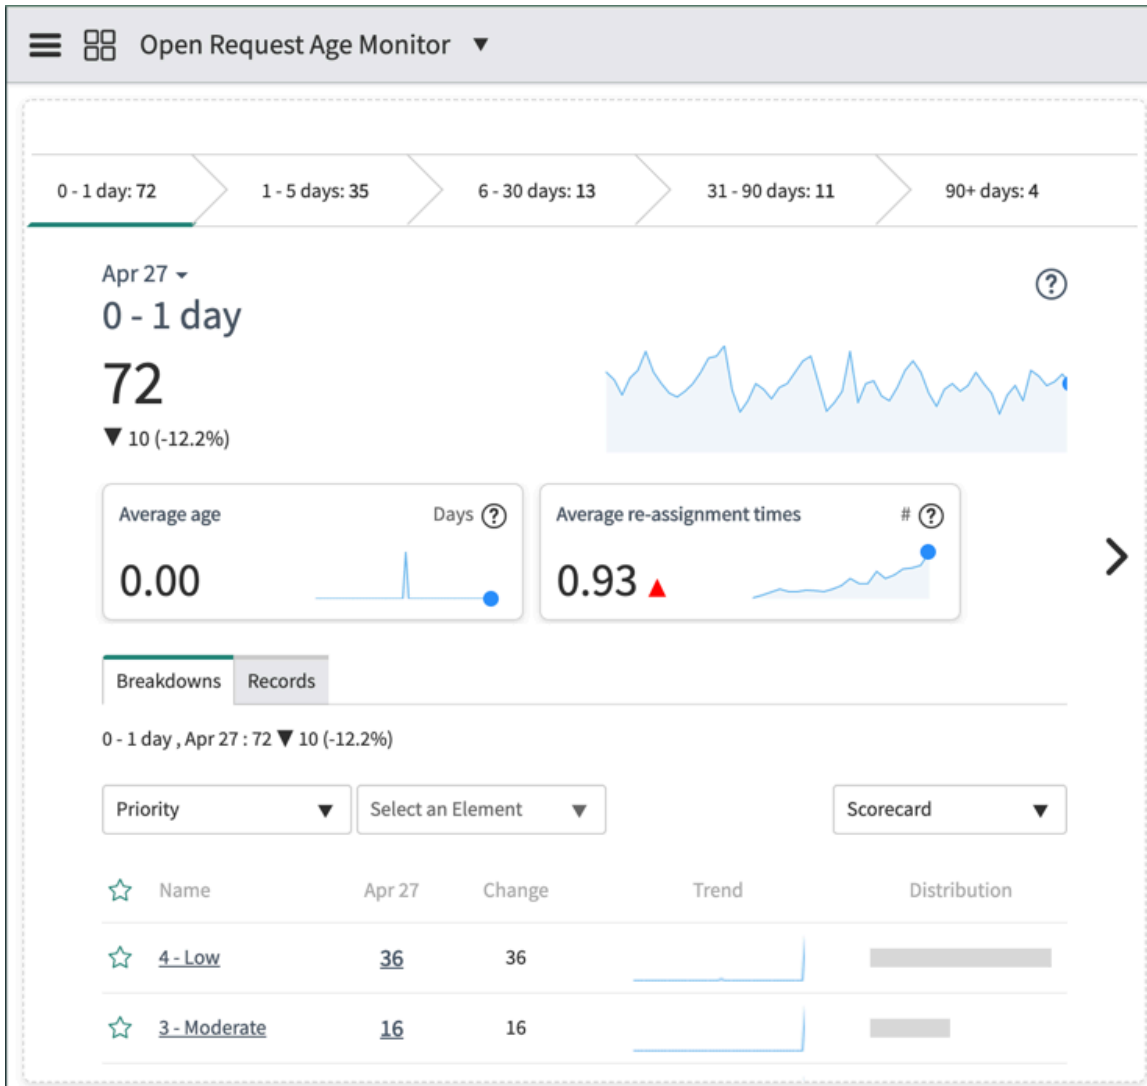 Open Request Age Monitor ▼
0 - 1 day: 72 1 - 5 days: 35 6 - 30 days: 13 31 - 90 days: 11 90+ days: 4
Apr 27
0 - 1 day
72
▼ 10 (-12.2%)
Average age Days ?
0.00
Average re-assignment times # ?
0.93 ▲
Breakdowns Records
0 - 1 day , Apr 27 : 72 ▼ 10 (-12.2%)
Priority ▼ Select an Element ▼ Scorecard ▼
Name Apr 27 Change Trend Distribution
4 - Low 36 36
3 - Moderate 16 16